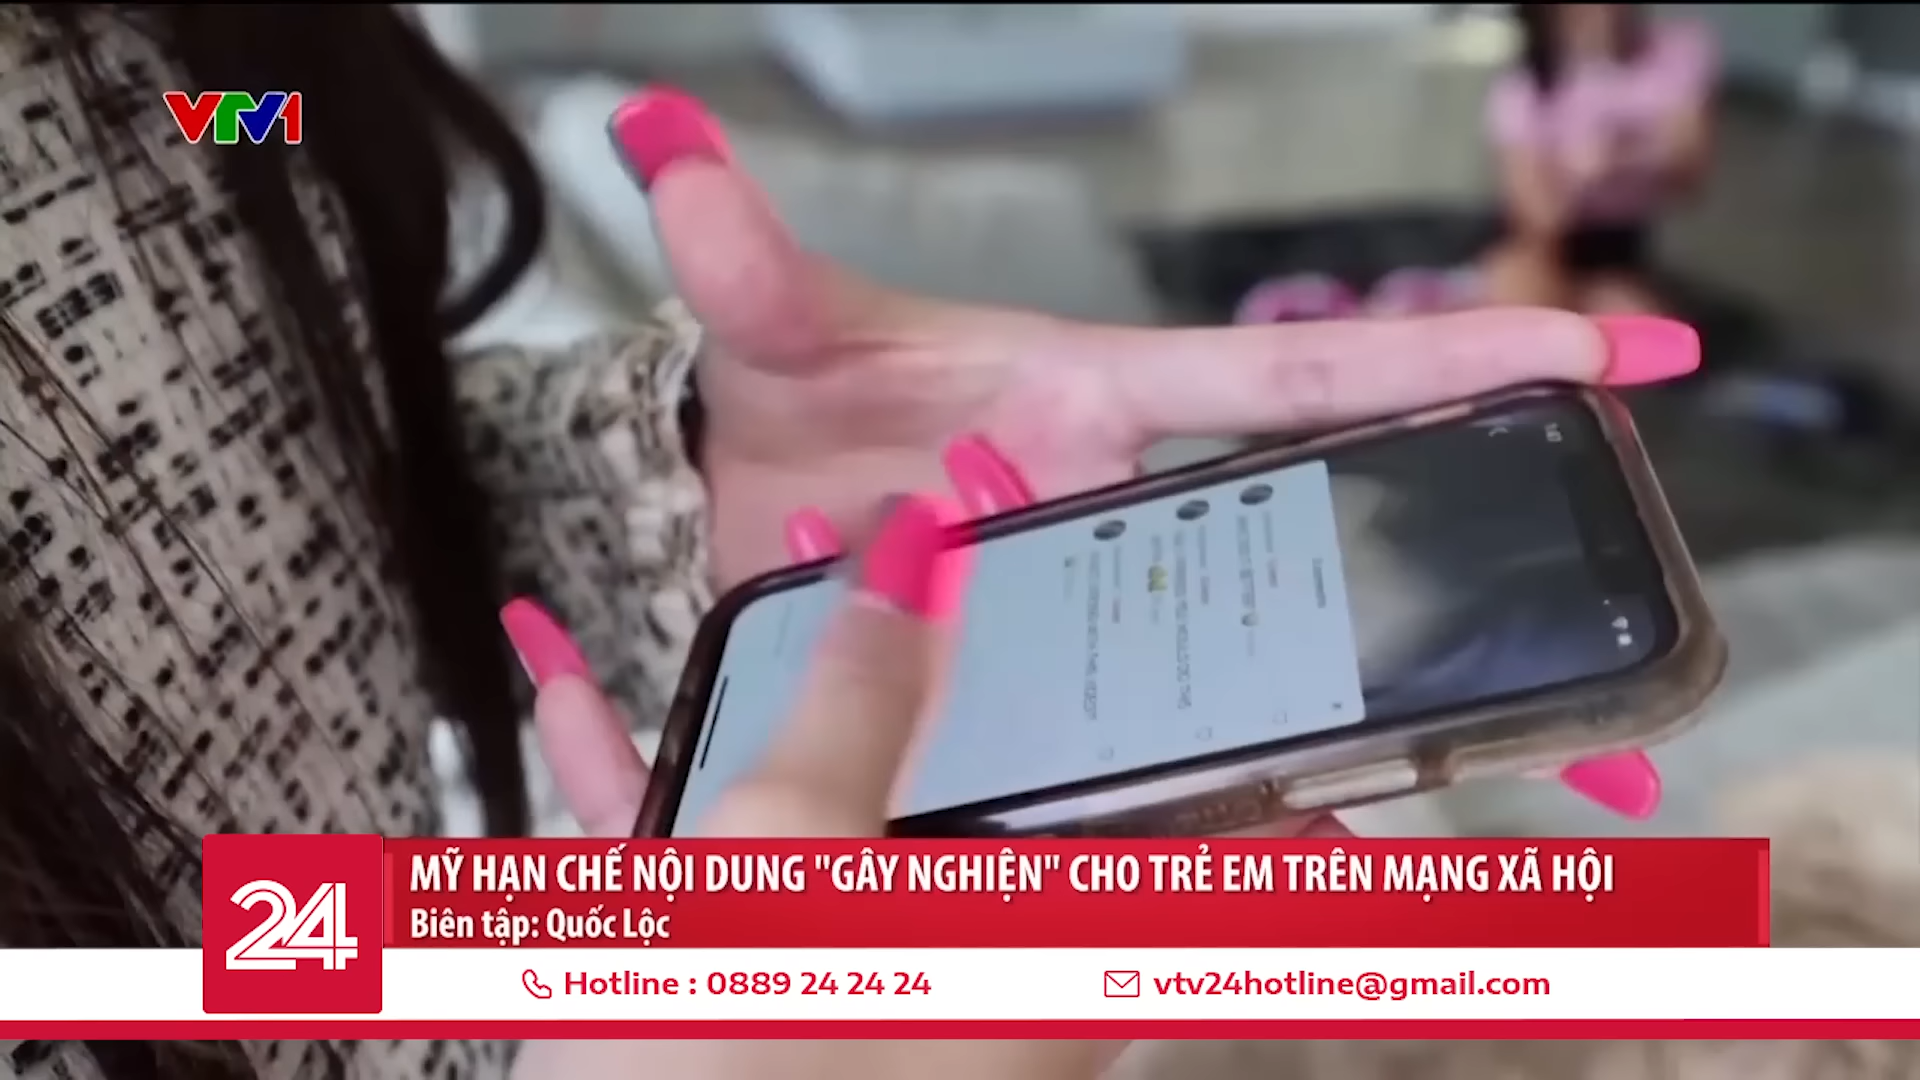 VTV1
MỸ HẠN CHẾ NỘI DUNG "GÂY NGHIỆN" CHO TRẺ EM TRÊN MẠNG XÃ HỘI
Biên tập: Quốc Lộc
24
Hotline : 0889 24 24 24
vtv24hotline@gmail.com